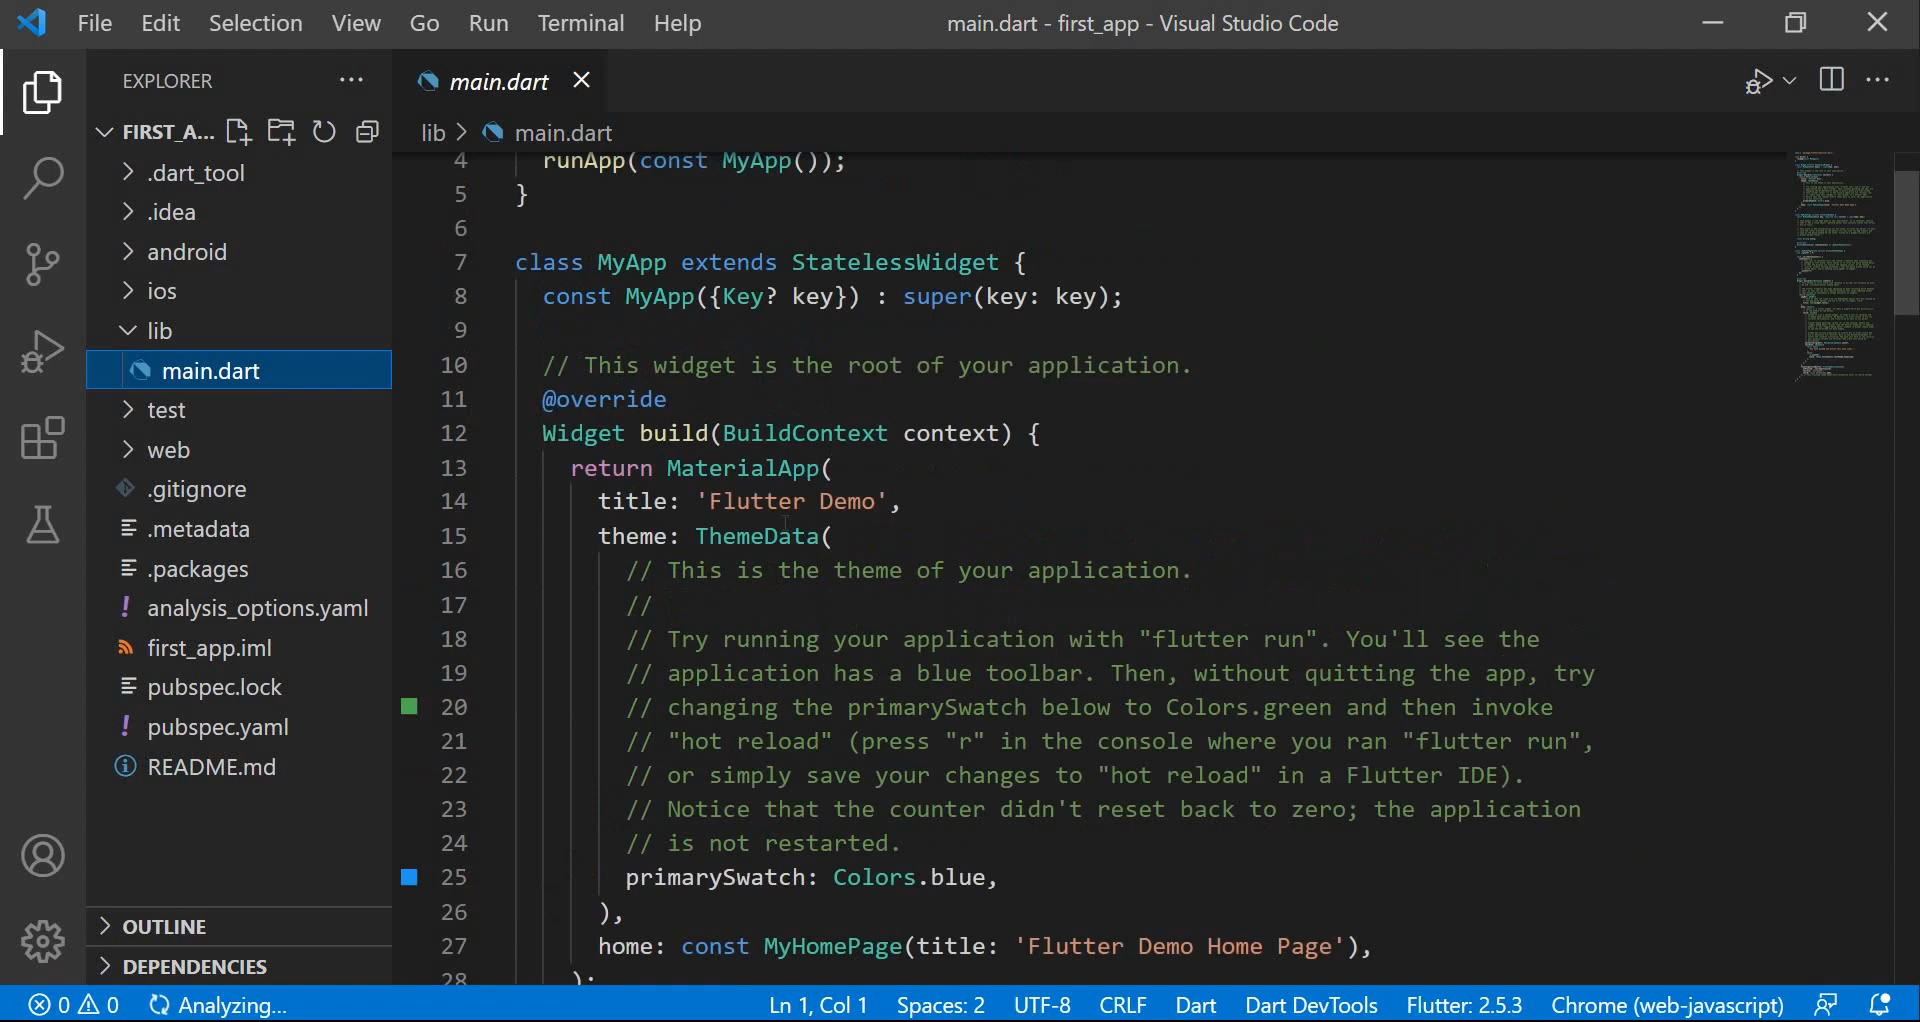 File Edit Selection View Go Run Terminal Help
main.dart - first_app - Visual Studio Code
EXPLORER
FIRST_A...
.dart_tool
.idea
android
ios
lib
main.dart
test
web
.gitignore
.metadata
.packages
analysis_options.yaml
first_app.iml
pubspec.lock
pubspec.yaml
README.md
OUTLINE
DEPENDENCIES
main.dart
lib > main.dart
4 runApp(const MyApp());
5 }
6
7 class MyApp extends StatelessWidget {
8 const MyApp({Key? key}) : super(key: key);
9
10 // This widget is the root of your application.
11 @override
12 Widget build(BuildContext context) {
13 return MaterialApp(
14 title: 'Flutter Demo',
15 theme: ThemeData(
16 // This is the theme of your application.
17 //
18 // Try running your application with "flutter run". You'll see the
19 // application has a blue toolbar. Then, without quitting the app, try
20 // changing the primarySwatch below to Colors.green and then invoke
21 // "hot reload" (press "r" in the console where you ran "flutter run",
22 // or simply save your changes to "hot reload" in a Flutter IDE).
23 // Notice that the counter didn't reset back to zero; the application
24 // is not restarted.
25 primarySwatch: Colors.blue,
26 ),
27 home: const MyHomePage(title: 'Flutter Demo Home Page'),
28 );
0 0 Analyzing... Ln 1, Col 1 Spaces: 2 UTF-8 CRLF Dart Dart DevTools Flutter: 2.5.3 Chrome (web-javascript)